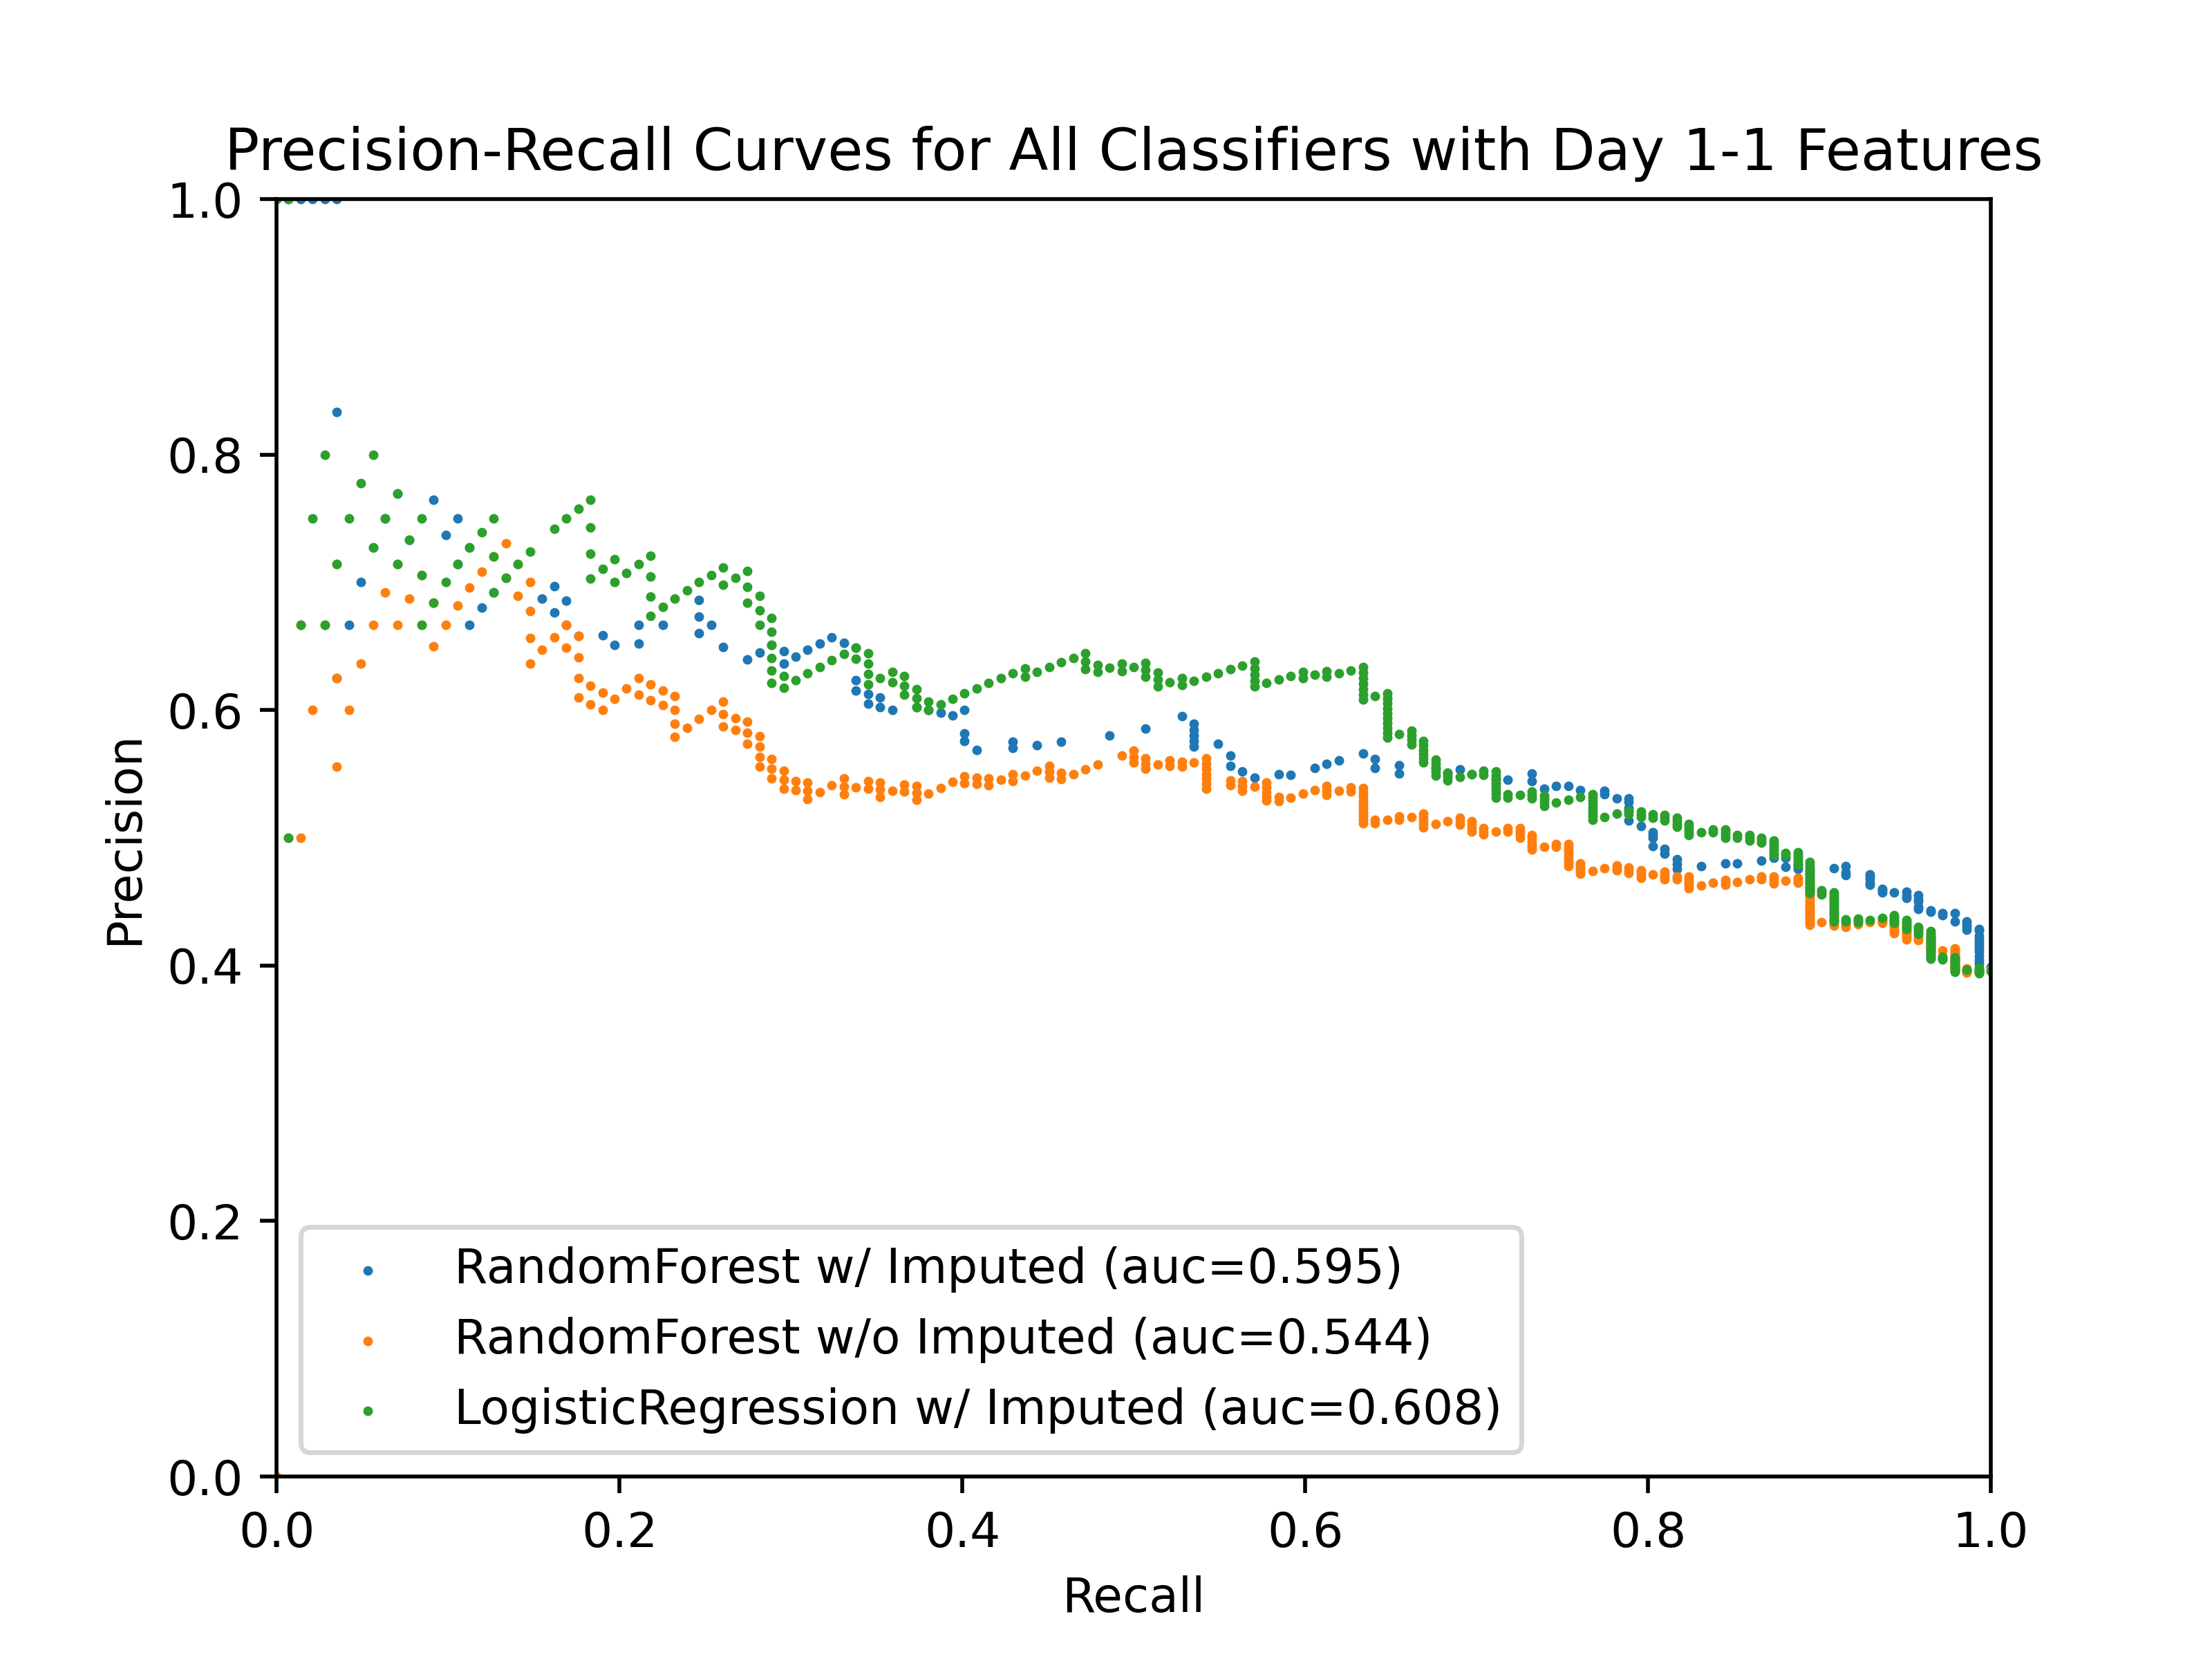 Precision-Recall Curves for All Classifiers with Day 1-1 Features
1.0
0.8
0.6
0.4
0.2
0.0
Precision
RandomForest w/ Imputed (auc=0.595)
RandomForest w/o Imputed (auc=0.544)
LogisticRegression w/ Imputed (auc=0.608)
0.0 0.2 0.4 0.6 0.8 1.0
Recall